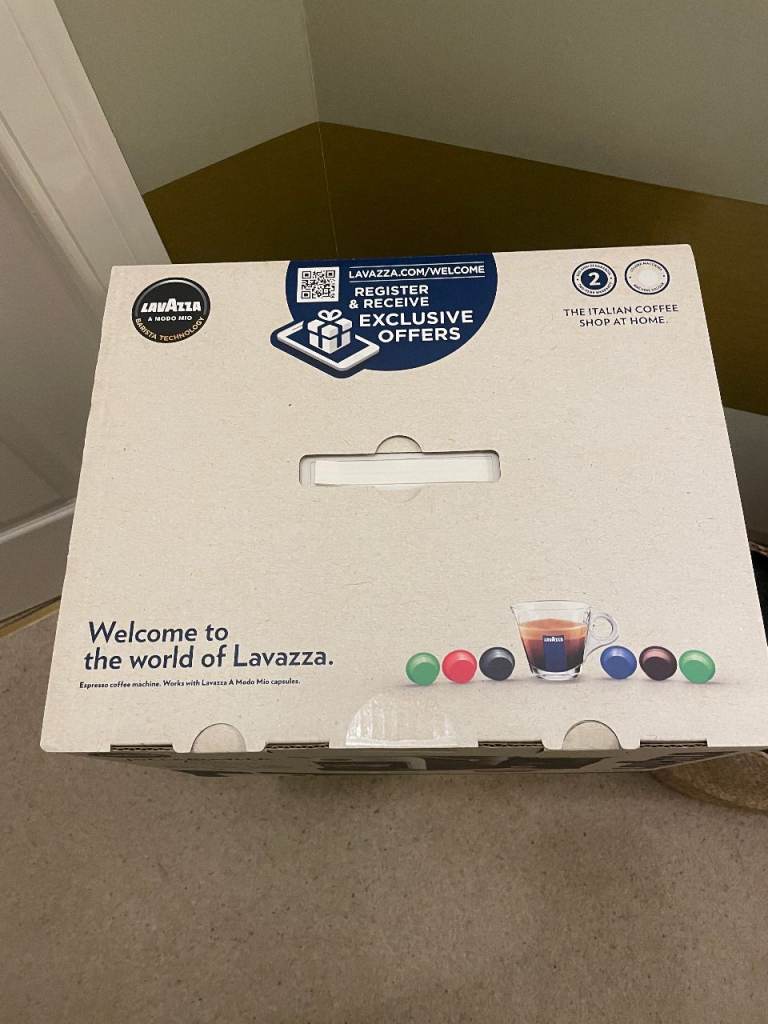 LAVAZZA
A MODO MIO
BARISTA TECHNOLOGY
LAVAZZA.COM/WELCOME
REGISTER
& RECEIVE
EXCLUSIVE
OFFERS
2
THE ITALIAN COFFEE
SHOP AT HOME.
Welcome to
the world of Lavazza.
Espresso coffee machine. Works with Lavazza A Modo Mio capsules.
LAVAZZA